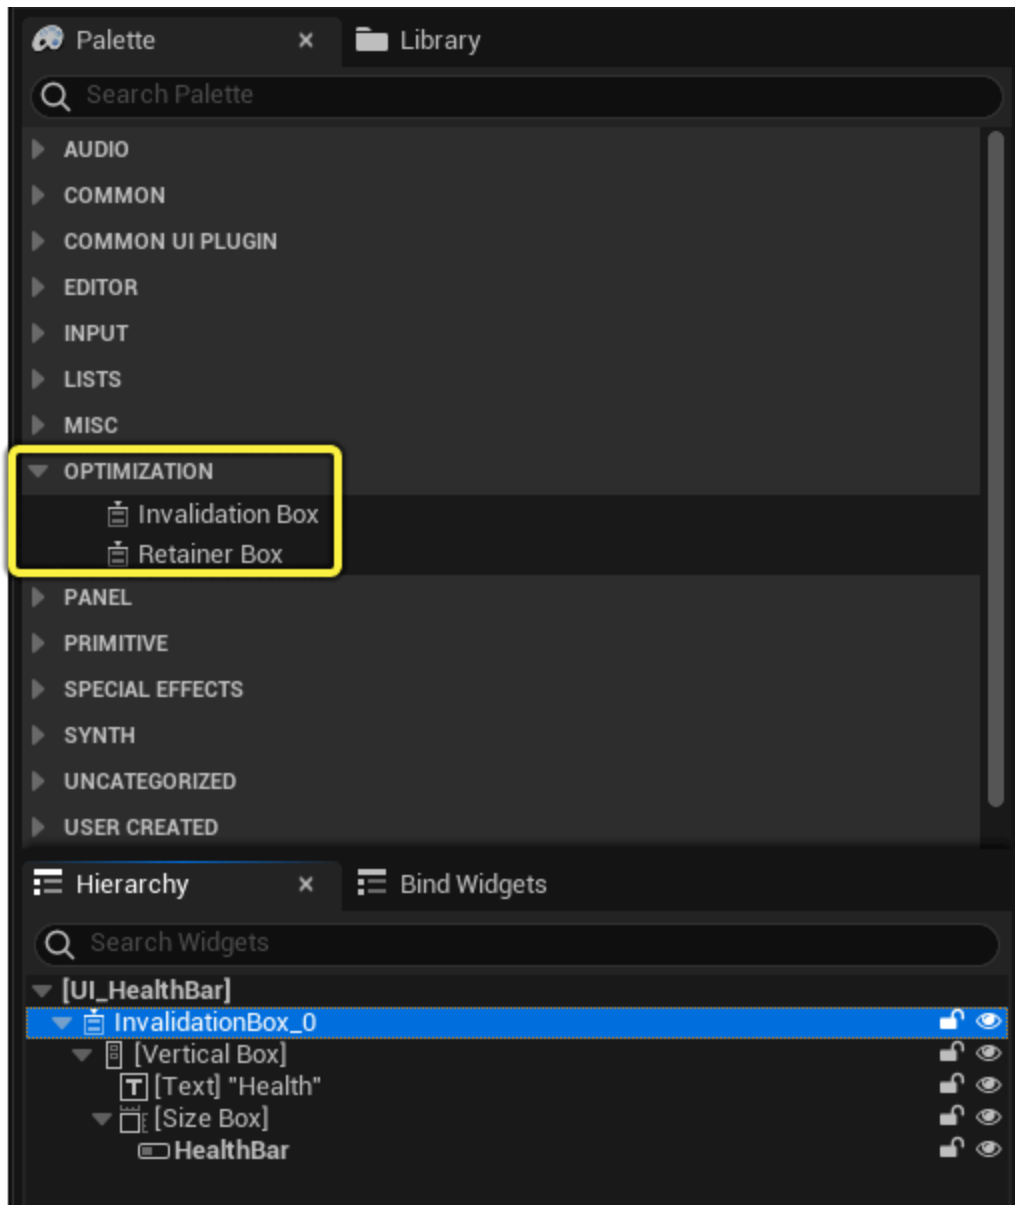 Palette × Library
Search Palette
AUDIO
COMMON
COMMON UI PLUGIN
EDITOR
INPUT
LISTS
MISC
OPTIMIZATION
Invalidation Box
Retainer Box
PANEL
PRIMITIVE
SPECIAL EFFECTS
SYNTH
UNCATEGORIZED
USER CREATED
Hierarchy × Bind Widgets
Search Widgets
[UI_HealthBar]
InvalidationBox_0
[Vertical Box]
[Text] "Health"
[Size Box]
HealthBar